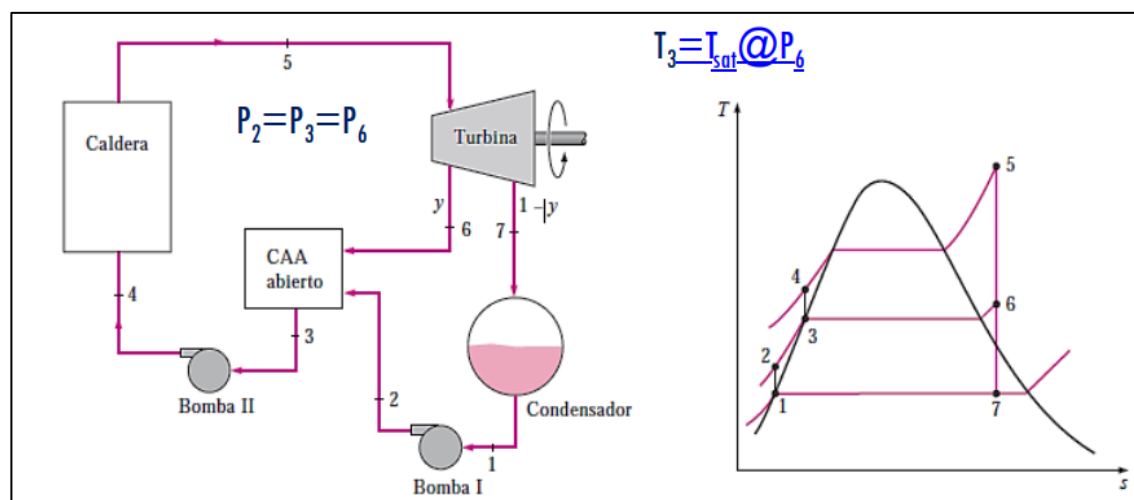 T₃=Tsat@P₆
5
P₂=P₃=P₆
Caldera
Turbina
y
1 – y
6
7
CAA
abierto
4
3
2
Bomba II
Condensador
1
Bomba I
T
5
4
6
3
2
1
7
s